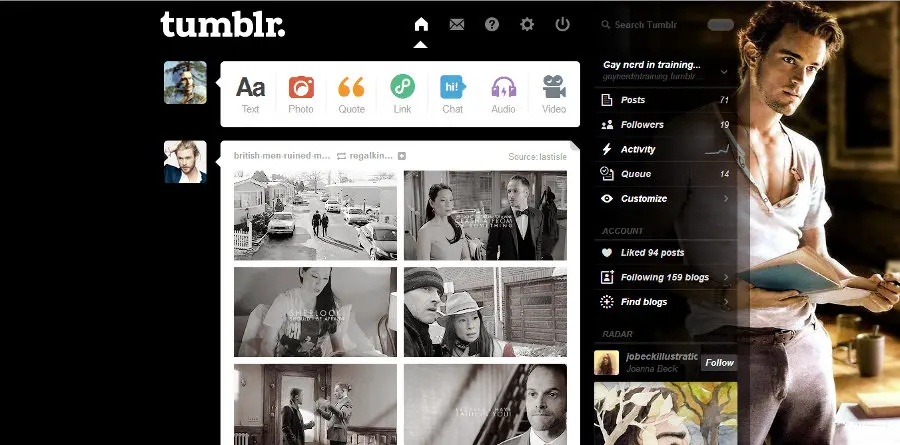 tumblr.
Search Tumblr
Aa
hi!
Text
Photo
Quote
Link
Chat
Audio
Video
british-men-ruined-m... regalkin...
Source: lastisle
SHERLOCK
Gay nerd in training...
gaynerdintraining.tumblr...
Posts 71
Followers 19
Activity
Queue 14
Customize
ACCOUNT
Liked 94 posts
Following 159 blogs
Find blogs
RADAR
jobeckillustratio
Joanna Beck
Follow